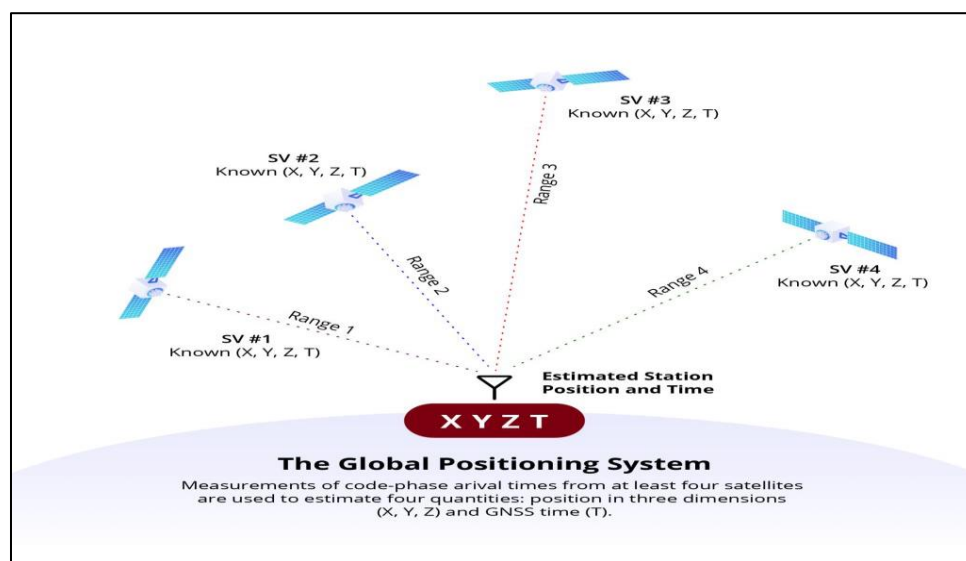 SV #3
Known (X, Y, Z, T)
SV #2
Known (X, Y, Z, T)
Range 3
Range 2
SV #4
Known (X, Y, Z, T)
Range 4
Range 1
SV #1
Known (X, Y, Z, T)
Estimated Station
Position and Time
X Y Z T
The Global Positioning System
Measurements of code-phase arival times from at least four satellites
are used to estimate four quantities: position in three dimensions
(X, Y, Z) and GNSS time (T).